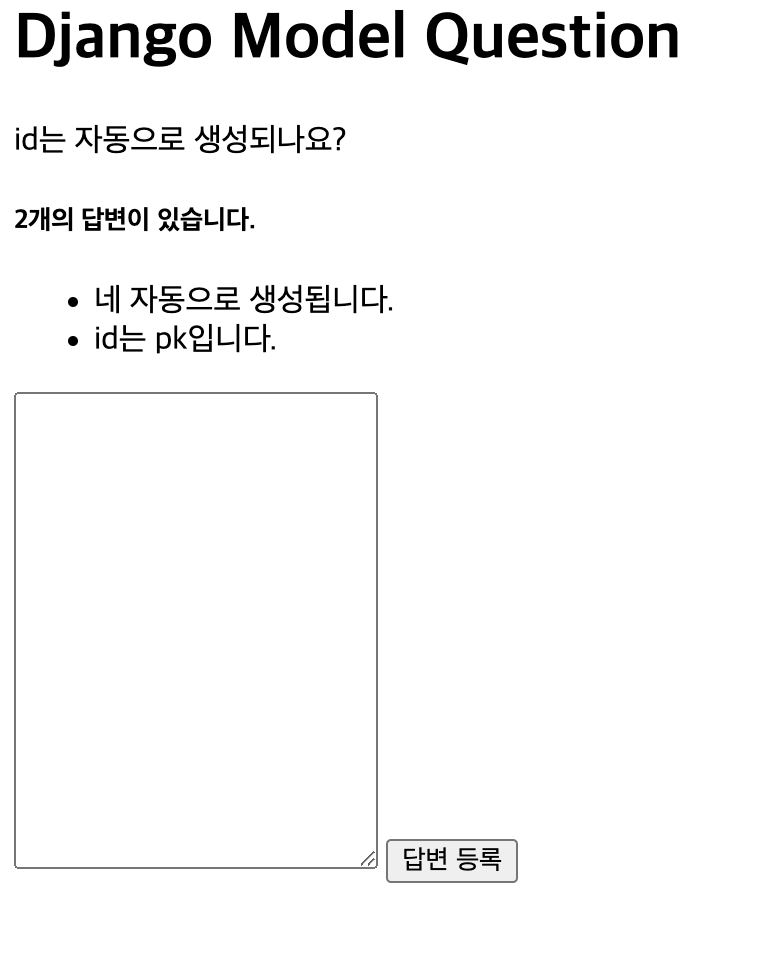 Django Model Question
id는 자동으로 생성되나요?
2개의 답변이 있습니다.
네 자동으로 생성됩니다.
id는 pk입니다.
답변 등록